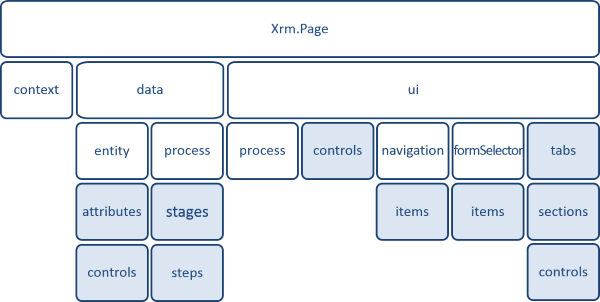 Xrm.Page
context data ui
entity process process controls navigation formSelector tabs
attributes stages items items sections
controls steps controls